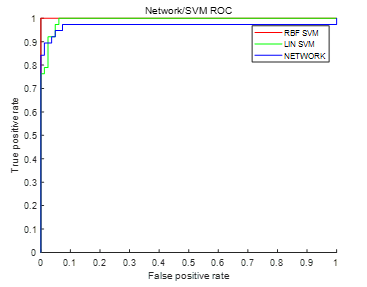 Network/SVM ROC
1
0.9
0.8
0.7
0.6
0.5
0.4
0.3
0.2
0.1
0
True positive rate
RBF SVM
LIN SVM
NETWORK
0 0.1 0.2 0.3 0.4 0.5 0.6 0.7 0.8 0.9 1
False positive rate